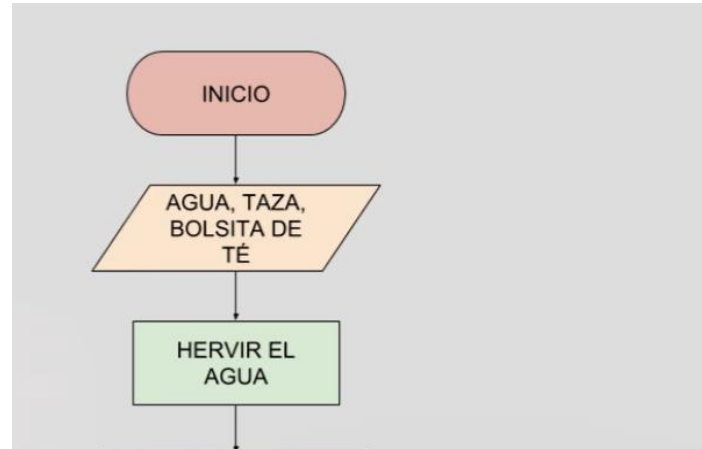 INICIO
AGUA, TAZA,
BOLSITA DE
TÉ
HERVIR EL
AGUA